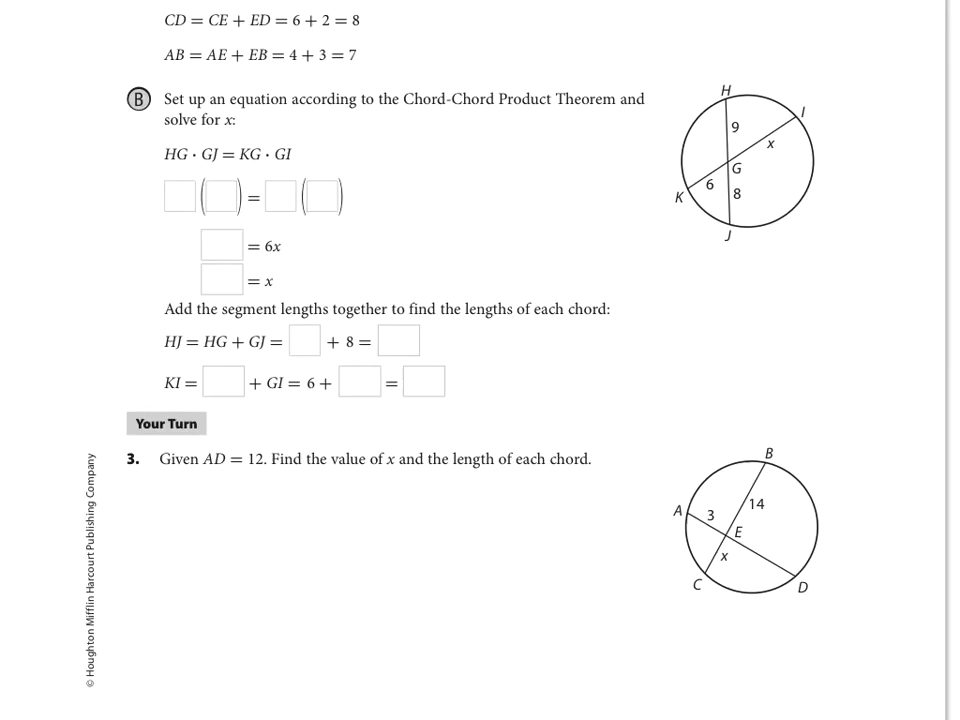 CD = CE + ED = 6 + 2 = 8
AB = AE + EB = 4 + 3 = 7
B Set up an equation according to the Chord-Chord Product Theorem and
solve for x:
HG · GJ = KG · GI
( ) = ( )
= 6x
= x
Add the segment lengths together to find the lengths of each chord:
HJ = HG + GJ = + 8 =
KI = + GI = 6 + =
H
I
9
x
G
6
8
K
J
Your Turn
3. Given AD = 12. Find the value of x and the length of each chord.
B
14
A
3
E
x
C
D
© Houghton Mifflin Harcourt Publishing Company